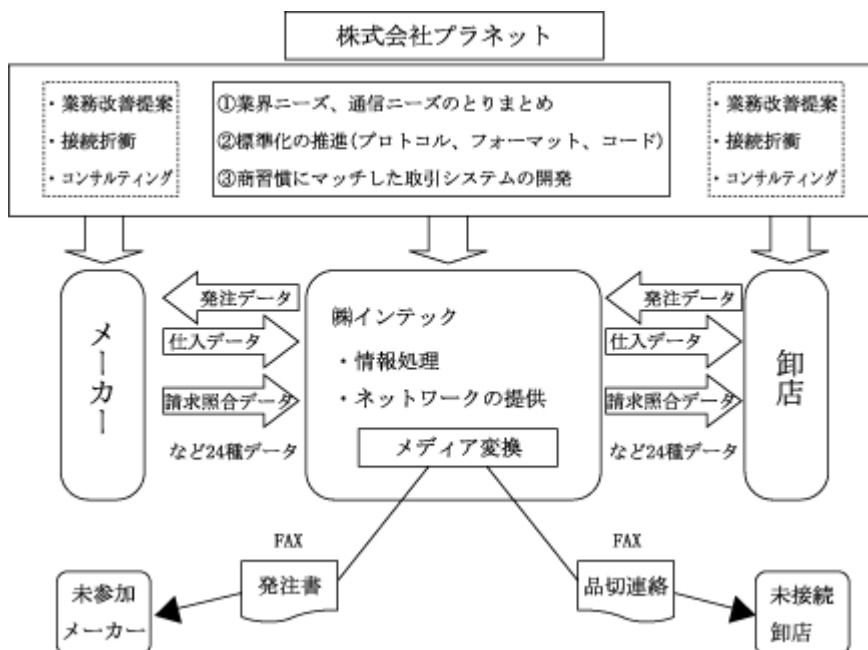 株式会社プラネット
・業務改善提案
・接続折衝
・コンサルティング
①業界ニーズ、通信ニーズのとりまとめ
②標準化の推進(プロトコル、フォーマット、コード)
③商習慣にマッチした取引システムの開発
・業務改善提案
・接続折衝
・コンサルティング
メーカー
発注データ
仕入データ
請求照合データ
など24種データ
㈱インテック
・情報処理
・ネットワークの提供
メディア変換
発注データ
仕入データ
請求照合データ
など24種データ
卸店
FAX
発注書
FAX
品切連絡
未参加
メーカー
未接続
卸店